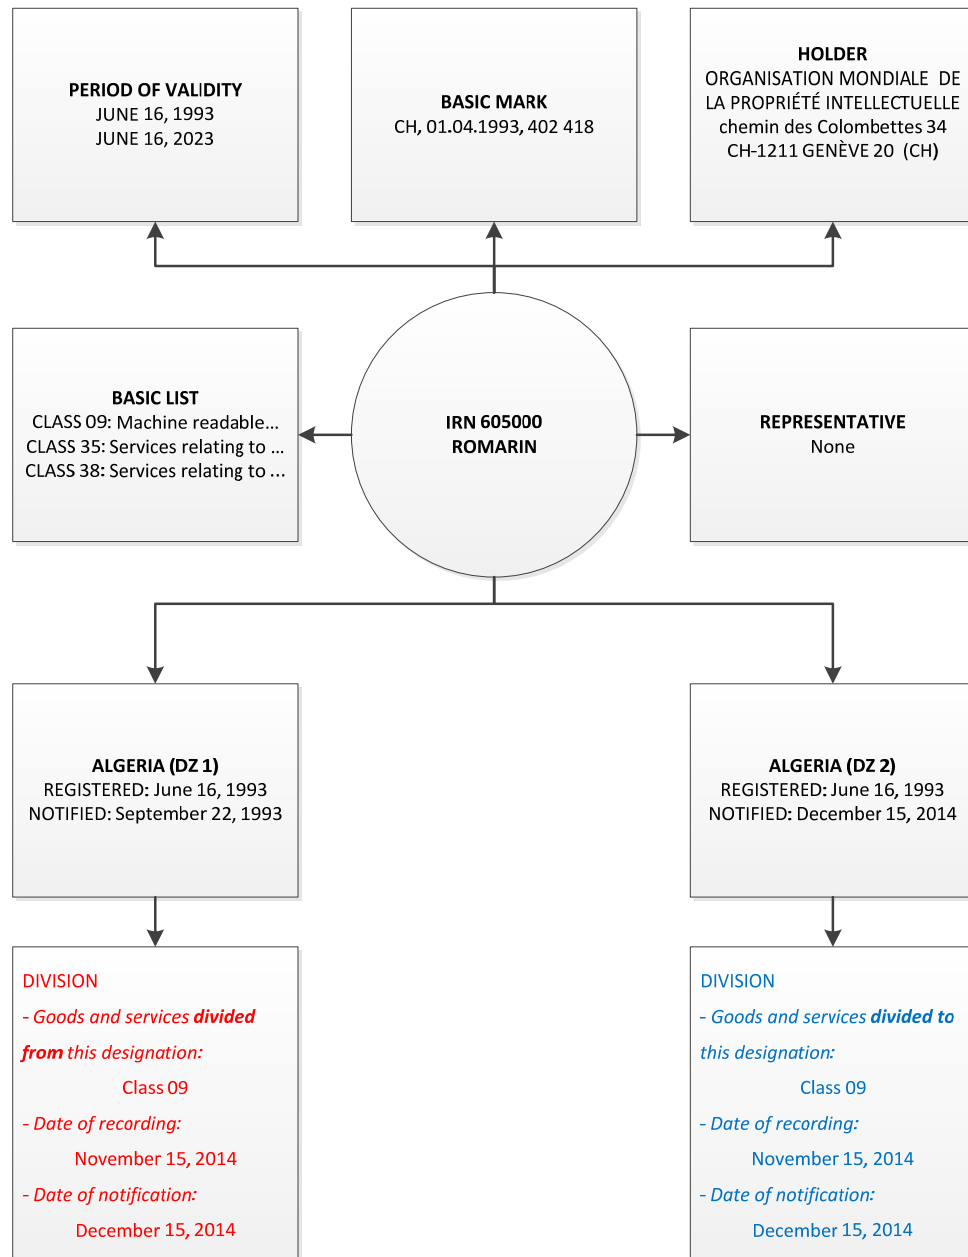 PERIOD OF VALIDITY
JUNE 16, 1993
JUNE 16, 2023
BASIC MARK
CH, 01.04.1993, 402 418
HOLDER
ORGANISATION MONDIALE DE
LA PROPRIÉTÉ INTELLECTUELLE
chemin des Colombettes 34
CH-1211 GENÈVE 20 (CH)
BASIC LIST
CLASS 09: Machine readable...
CLASS 35: Services relating to ...
CLASS 38: Services relating to ...
IRN 605000
ROMARIN
REPRESENTATIVE
None
ALGERIA (DZ 1)
REGISTERED: June 16, 1993
NOTIFIED: September 22, 1993
ALGERIA (DZ 2)
REGISTERED: June 16, 1993
NOTIFIED: December 15, 2014
DIVISION
- Goods and services divided
from this designation:
Class 09
- Date of recording:
November 15, 2014
- Date of notification:
December 15, 2014
DIVISION
- Goods and services divided to
this designation:
Class 09
- Date of recording:
November 15, 2014
- Date of notification:
December 15, 2014